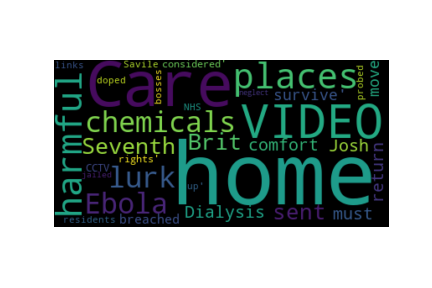 links Savile considered'
harmful Care doped bosses places probed move
NHS neglect survive'
chemicals VIDEO
Seventh Brit comfort Josh
rights' home return
CCTV lurk
jailed up'
Ebola Dialysis sent must
residents breached